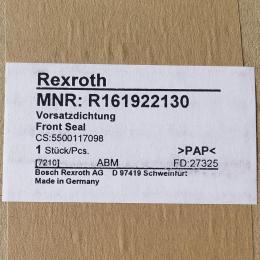 Rexroth
MNR: R161922130
Vorsatzdichtung
Front Seal
CS:5500117098
1 Stück/Pcs. >PAP<
[7210] ABM FD:27325
Bosch Rexroth AG D 97419 Schweinfurt
Made in Germany